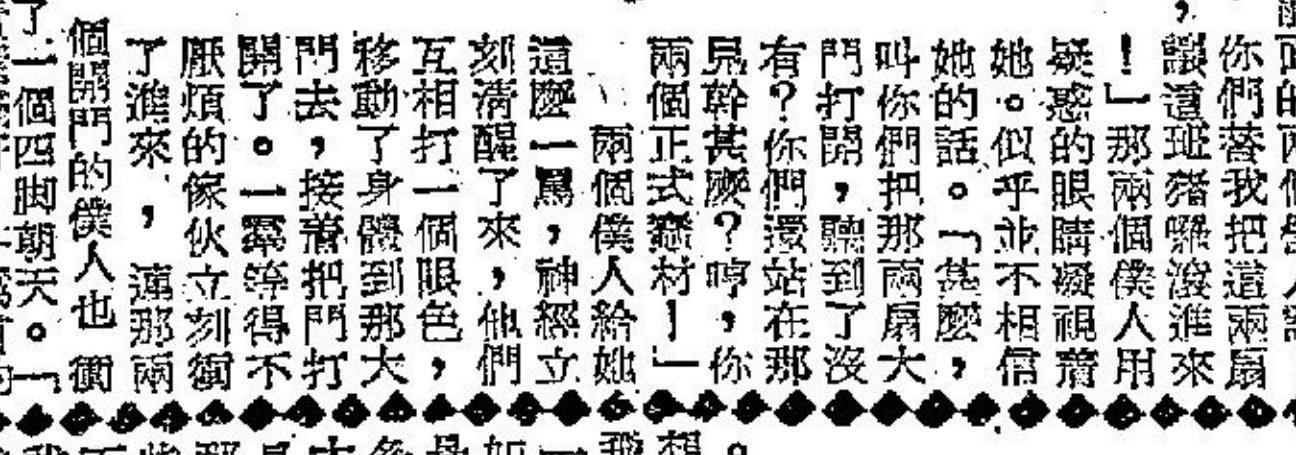 你們替我把這兩扇
，讓這班豬玀滾進來
！」那兩個僕人用
疑惑的眼睛凝視着
她。似乎並不相信
她的話。「甚麼，
叫你們把那兩扇大
門打開，聽到了沒
有？你們還站在那
見幹甚麼？哼，你
兩個正式蠢材！」
兩個僕人給她
這麼一罵，神經立
刻清醒了來，他們
互相打一個眼色，
移動了身體到那大
門去，接着把門打
開了。一羣等得不
厭煩的傢伙立刻衝
了進來，連那兩
個開門的僕人也衝
了一個四脚朝天。「